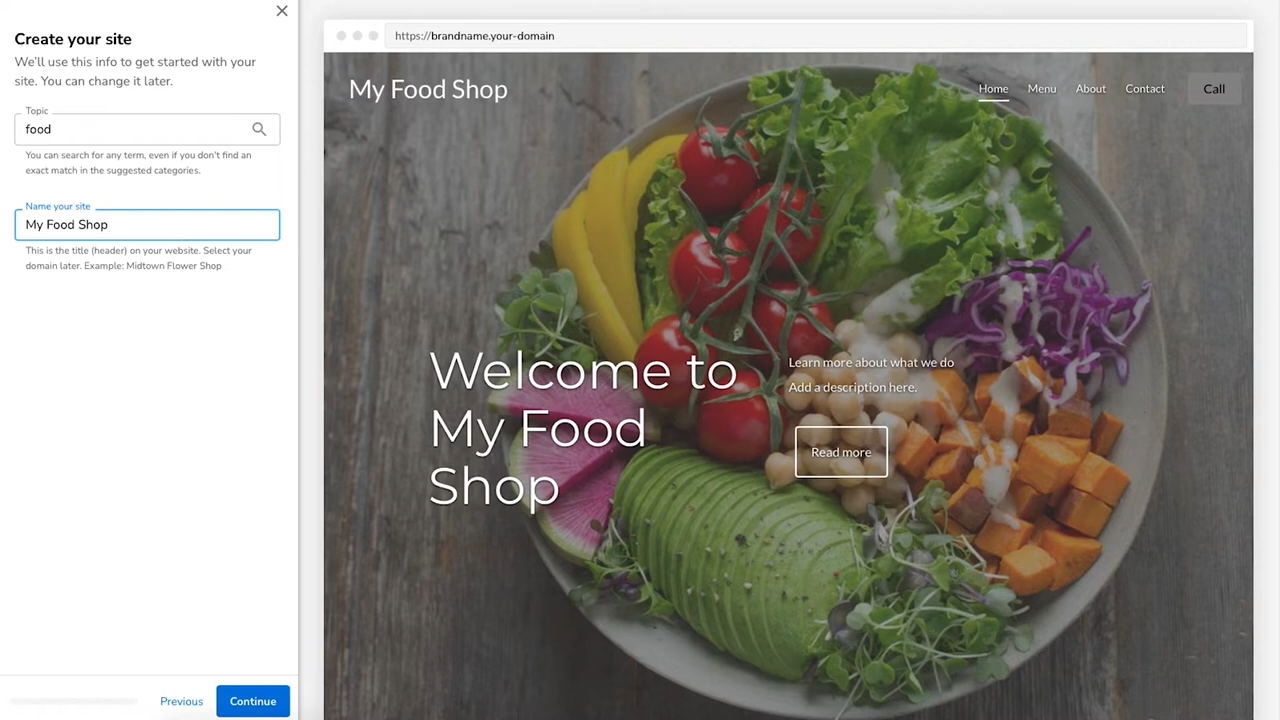 Create your site
We'll use this info to get started with your
site. You can change it later.
Topic
food
You can search for any term, even if you don't find an
exact match in the suggested categories.
Name your site
My Food Shop
This is the title (header) on your website. Select your
domain later. Example: Midtown Flower Shop
Previous
Continue
https://brandname.your-domain
My Food Shop
Home
Menu
About
Contact
Call
Welcome to
My Food
Shop
Learn more about what we do
Add a description here.
Read more